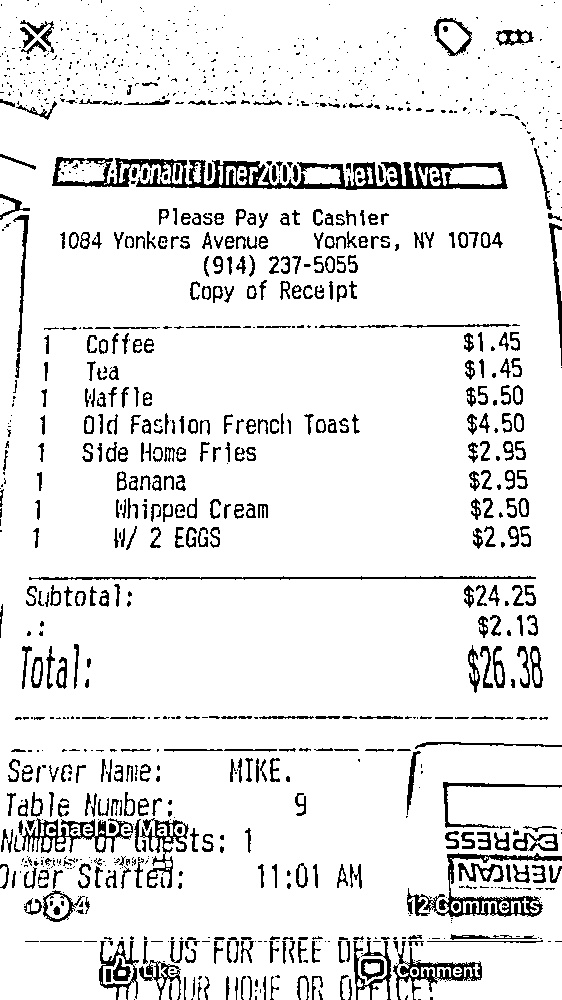 Argonaut Diner2000 We Deliver
Please Pay at Cashier
1084 Yonkers Avenue Yonkers, NY 10704
(914) 237-5055
Copy of Receipt
1 Coffee $1.45
1 Tea $1.45
1 Waffle $5.50
1 Old Fashion French Toast $4.50
1 Side Home Fries $2.95
1 Banana $2.95
1 Whipped Cream $2.50
1 W/ 2 EGGS $2.95
Subtotal: $24.25
.: $2.13
Total: $26.38
Server Name: MIKE.
Table Number: 9
EXPRESS
Michael De Maio
Number of Guests: 1
Order Started: 11:01 AM
4
12 Comments
CALL US FOR FREE
Like
Comment
TO YOUR HOME OR OFFICE